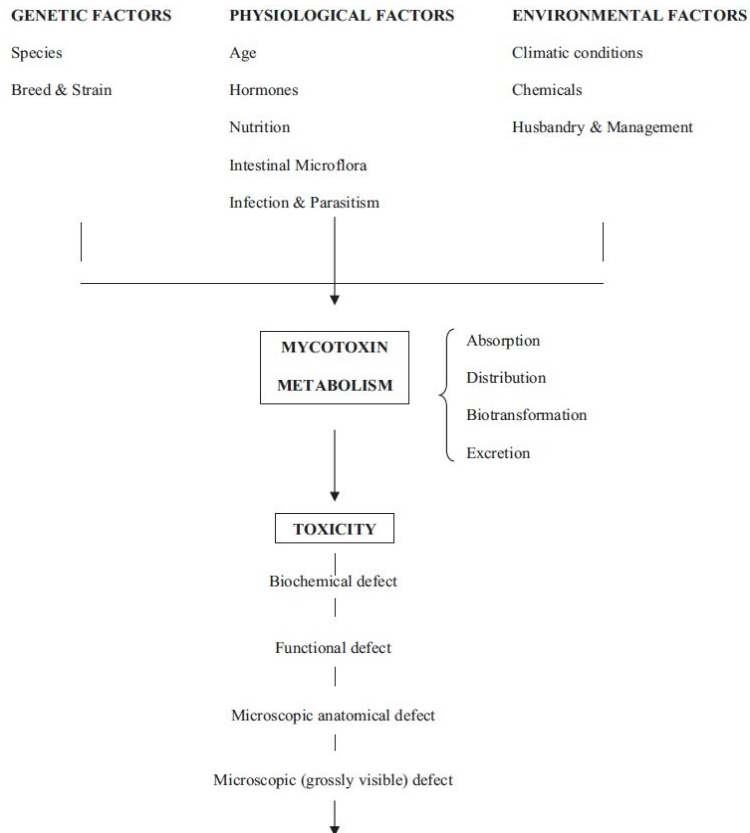 GENETIC FACTORS
Species
Breed & Strain
PHYSIOLOGICAL FACTORS
Age
Hormones
Nutrition
Intestinal Microflora
Infection & Parasitism
ENVIRONMENTAL FACTORS
Climatic conditions
Chemicals
Husbandry & Management
MYCOTOXIN
METABOLISM
Absorption
Distribution
Biotransformation
Excretion
TOXICITY
Biochemical defect
Functional defect
Microscopic anatomical defect
Microscopic (grossly visible) defect